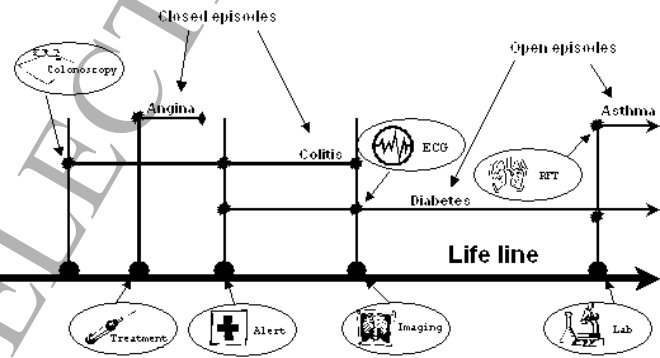 Closed episodes
Open episodes
Colonoscopy
Angina
Asthma
Colitis
ECG
RFT
Diabetes
Life line
Treatment
Alert
Imaging
Lab